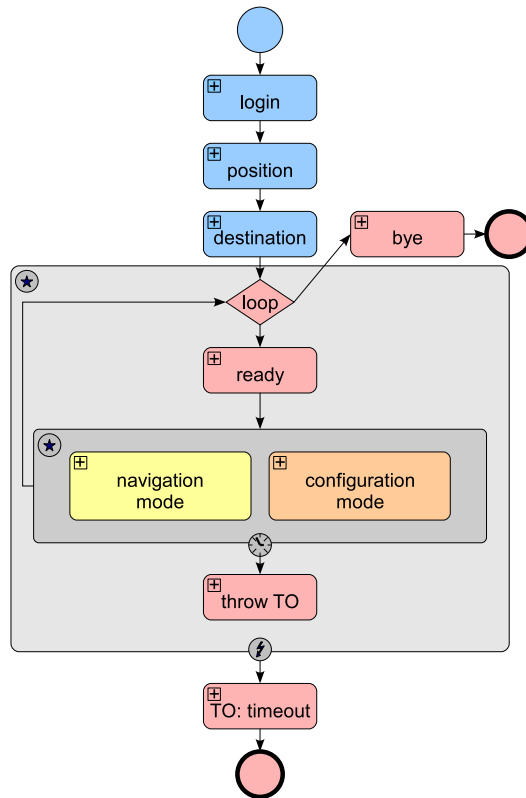 login
position
destination
bye
loop
ready
navigation
mode
configuration
mode
throw TO
TO: timeout